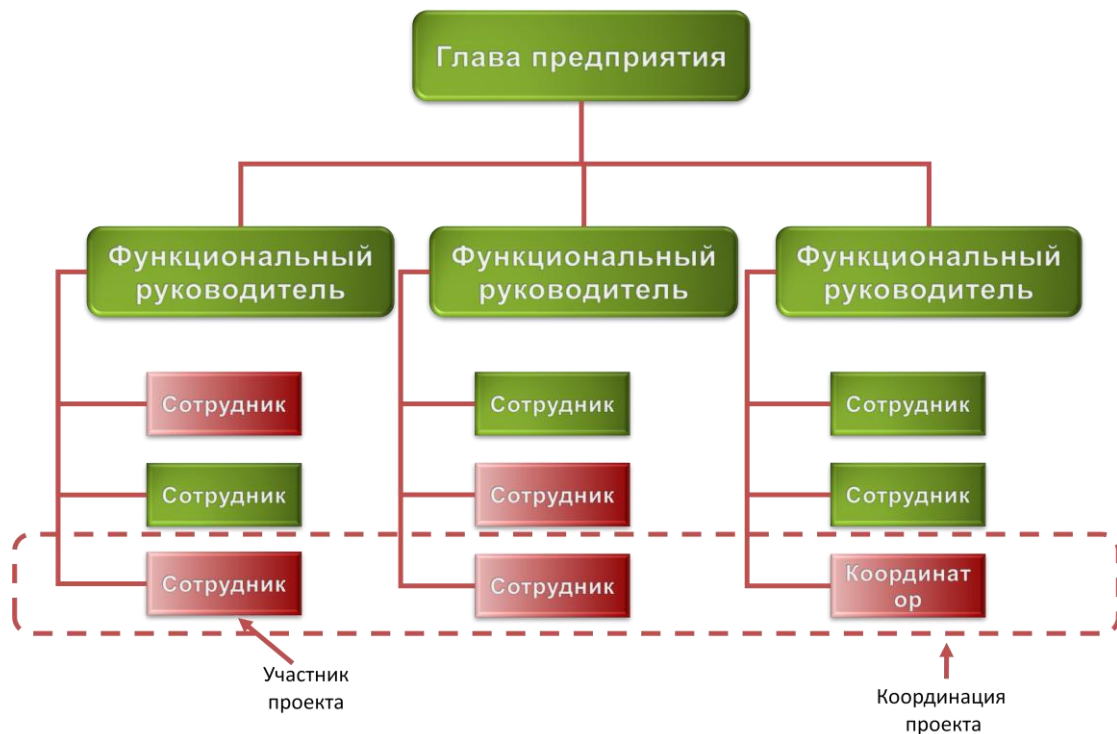 Глава предприятия
Функциональный
руководитель
Функциональный
руководитель
Функциональный
руководитель
Сотрудник
Сотрудник
Сотрудник
Сотрудник
Сотрудник
Сотрудник
Сотрудник
Сотрудник
Координат
ор
Участник
проекта
Координация
проекта